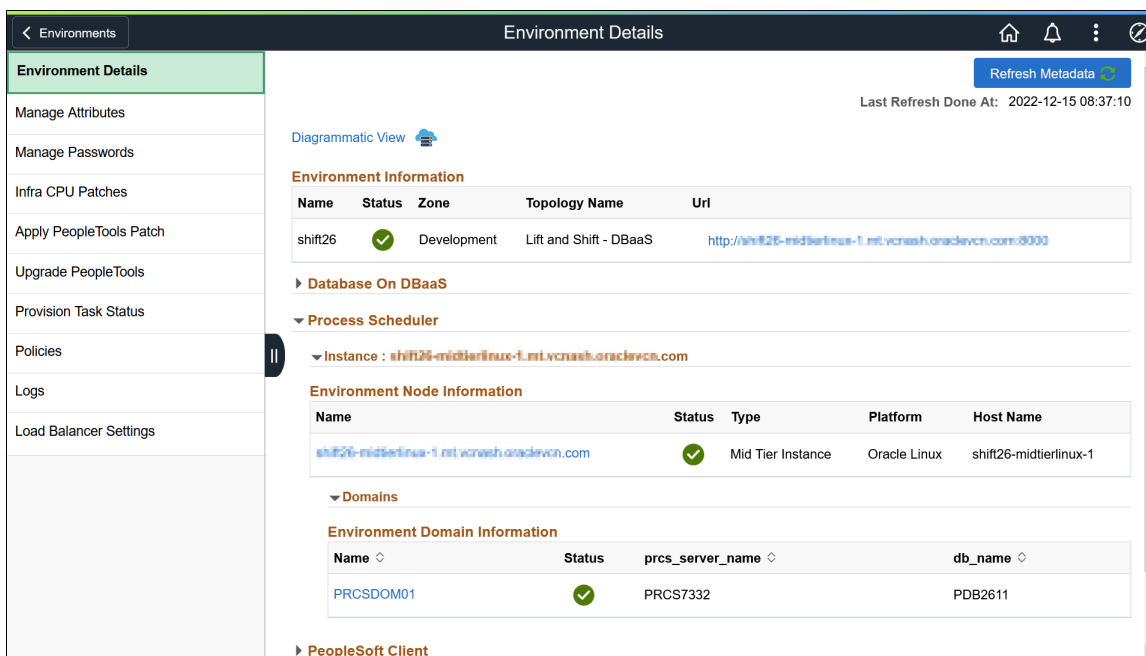 Environments
Environment Details
Environment Details
Manage Attributes
Manage Passwords
Infra CPU Patches
Apply PeopleTools Patch
Upgrade PeopleTools
Provision Task Status
Policies
Logs
Load Balancer Settings
Refresh Metadata
Last Refresh Done At: 2022-12-15 08:37:10
Diagrammatic View
Environment Information
Name Status Zone Topology Name Url
shift26 Development Lift and Shift - DBaaS http://
Database On DBaaS
Process Scheduler
Instance : .com
Environment Node Information
Name Status Type Platform Host Name
.com Mid Tier Instance Oracle Linux shift26-midtierlinux-1
Domains
Environment Domain Information
Name Status prcs_server_name db_name
PRCSDOM01 PRCS7332 PDB2611
PeopleSoft Client